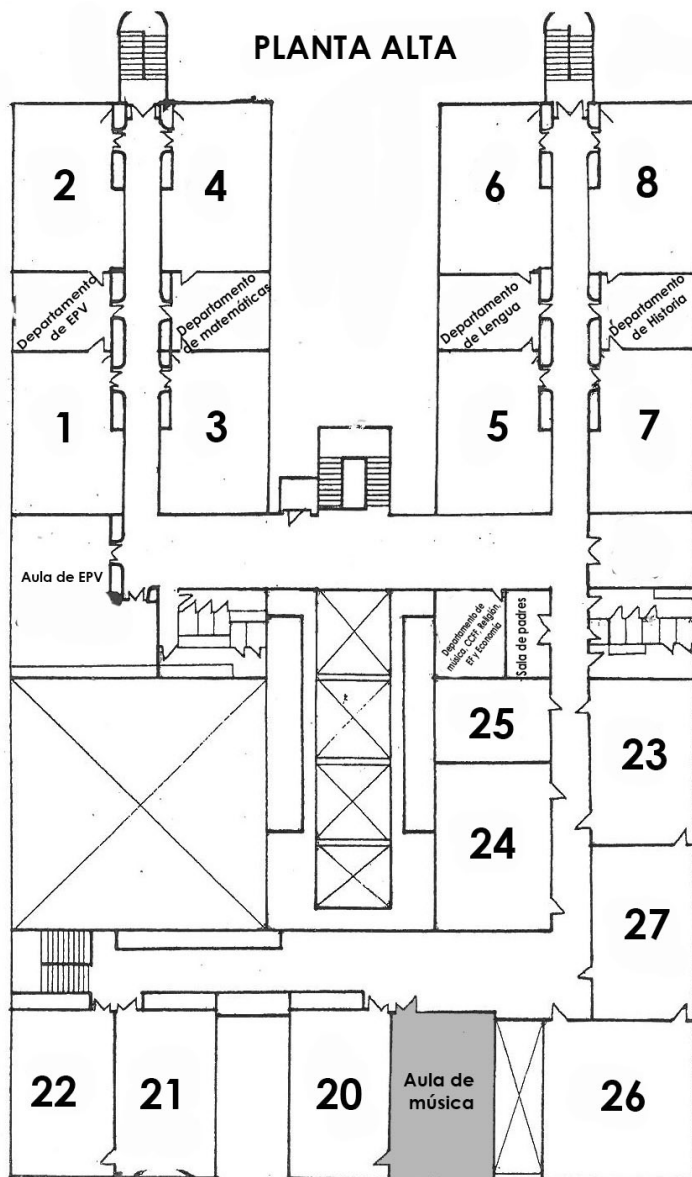 PLANTA ALTA
2
4
6
8
Departamento
de EPV
Departamento
de matemáticas
Departamento
de Lengua
Departamento
de Historia
1
3
5
7
Aula de EPV
Departamento de
música, CCFF, Religión,
EF y Economía
Sala de padres
25
23
24
27
22
21
20
Aula de
música
26